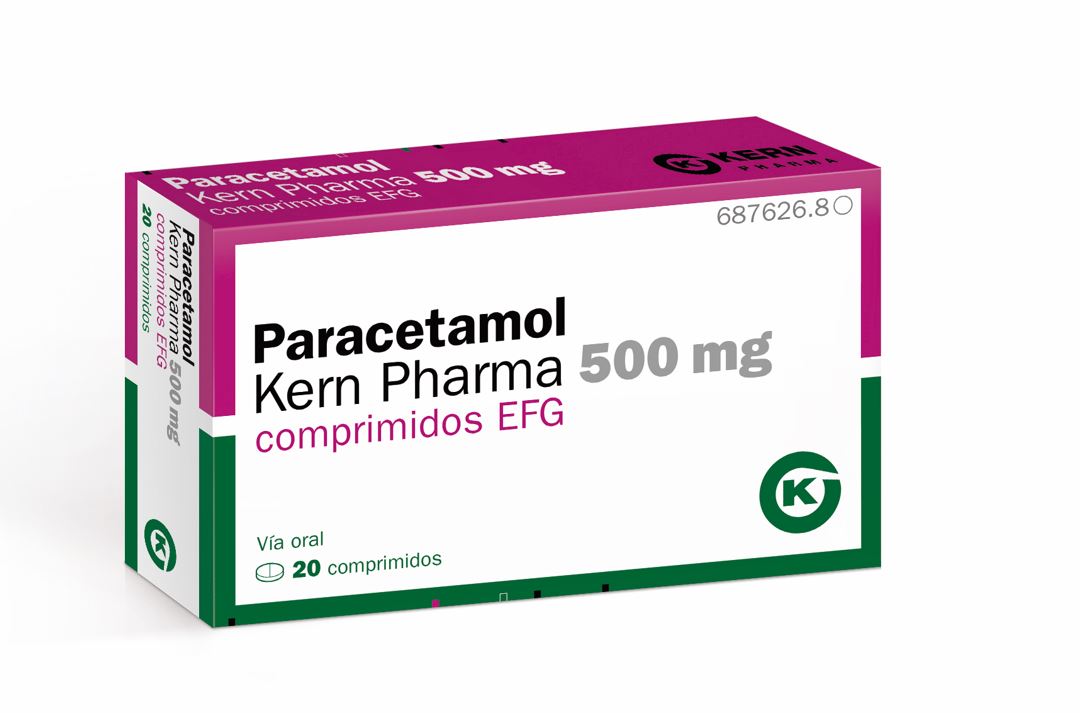 Paracetamol
Kern Pharma 500 mg
comprimidos EFG
K KERN
PHARMA
687626.8
Paracetamol
Kern Pharma 500 mg
comprimidos EFG
20 comprimidos
K
Paracetamol
Kern Pharma 500 mg
comprimidos EFG
K
Vía oral
20 comprimidos